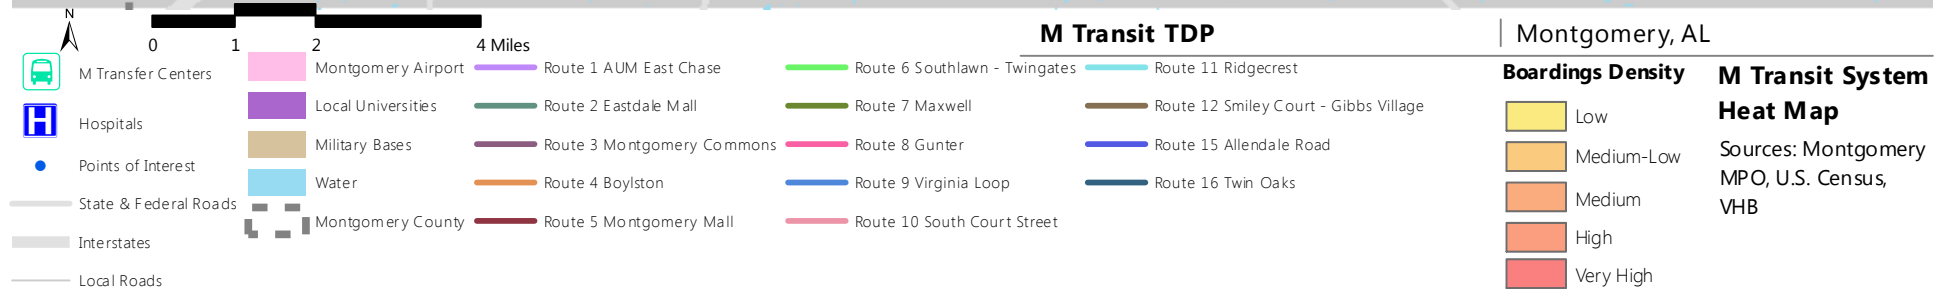 N
0 1 2 4 Miles
M Transfer Centers
Hospitals
Points of Interest
State & Federal Roads
Interstates
Local Roads
Montgomery Airport
Local Universities
Military Bases
Water
Montgomery County
Route 1 AUM East Chase
Route 2 Eastdale Mall
Route 3 Montgomery Commons
Route 4 Boylston
Route 5 Montgomery Mall
Route 6 Southlawn - Twingates
Route 7 Maxwell
Route 8 Gunter
Route 9 Virginia Loop
Route 10 South Court Street
Route 11 Ridgecrest
Route 12 Smiley Court - Gibbs Village
Route 15 Allendale Road
Route 16 Twin Oaks
M Transit TDP
Montgomery, AL
Boardings Density
Low
Medium-Low
Medium
High
Very High
M Transit System
Heat Map
Sources: Montgomery
MPO, U.S. Census,
VHB